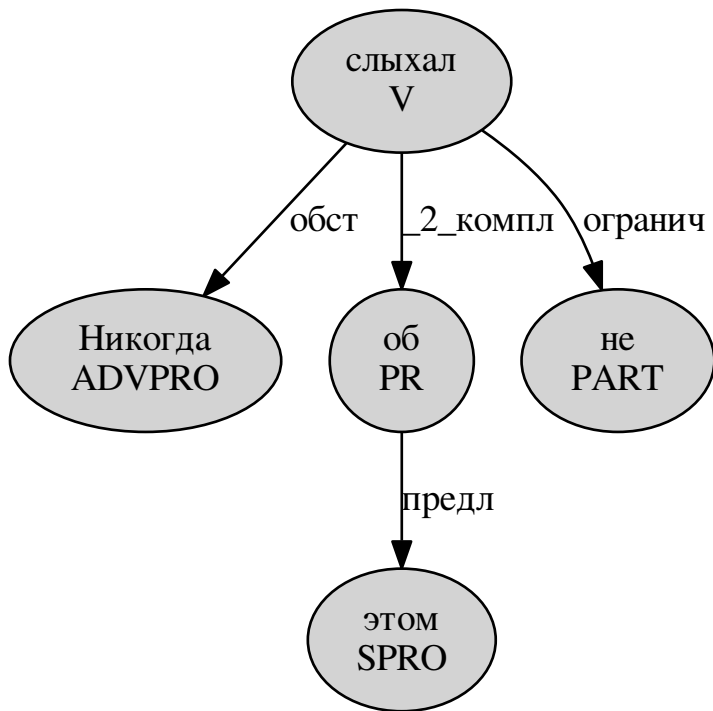 слыхал
V
обст
_2_компл
огранич
Никогда
ADVPRO
об
PR
не
PART
предл
этом
SPRO